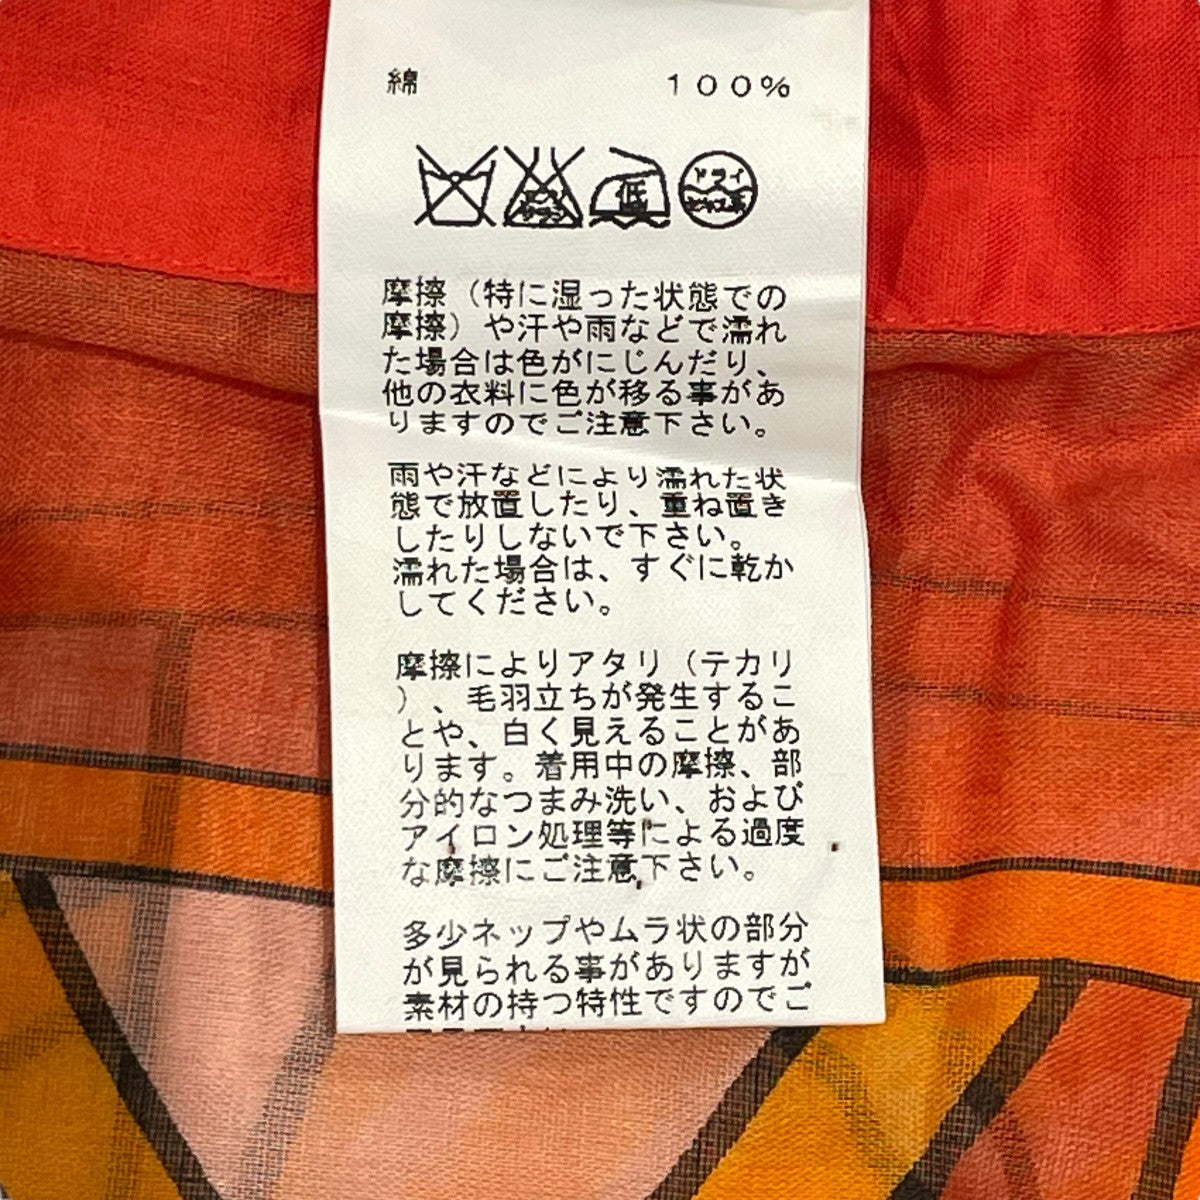 綿 １００％
低
ドライ
摩擦（特に湿った状態での
摩擦）や汗や雨などで濡れ
た場合は色がにじんだり、
他の衣料に色が移る事があ
りますのでご注意下さい。
雨や汗などにより濡れた状
態で放置したり、重ね置き
したりしないで下さい。
濡れた場合は、すぐに乾か
してください。
摩擦によりアタリ（テカリ
）、毛羽立ちが発生するこ
とや、白く見えることがあ
ります。着用中の摩擦、部
分的なつまみ洗い、および
アイロン処理等による過度
な摩擦にご注意下さい。
多少ネップやムラ状の部分
が見られる事がありますが
素材の持つ特性ですのでご